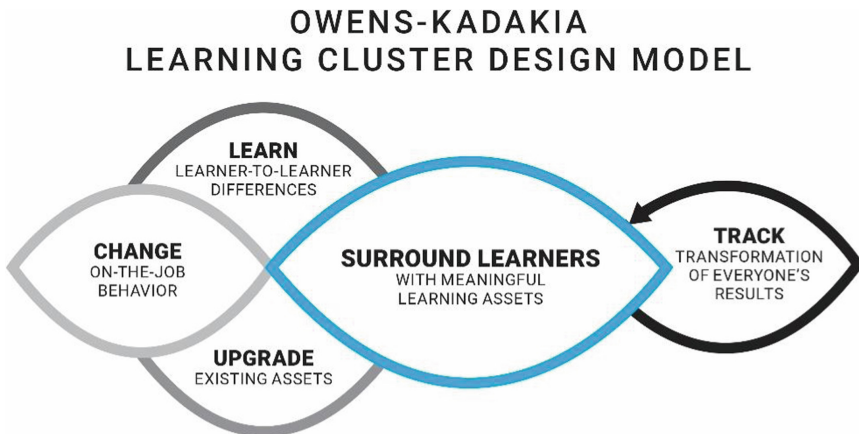 OWENS-KADAKIA
LEARNING CLUSTER DESIGN MODEL
LEARN
LEARNER-TO-LEARNER
DIFFERENCES
CHANGE
ON-THE-JOB
BEHAVIOR
SURROUND LEARNERS
WITH MEANINGFUL
LEARNING ASSETS
TRACK
TRANSFORMATION
OF EVERYONE'S
RESULTS
UPGRADE
EXISTING ASSETS